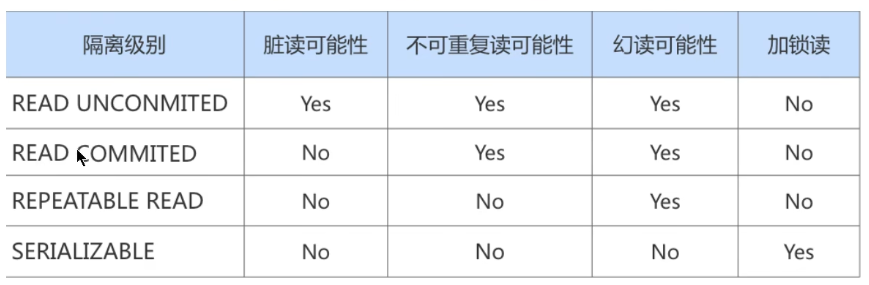 隔离级别 脏读可能性 不可重复读可能性 幻读可能性 加锁读
READ UNCONMITED Yes Yes Yes No
READ COMMITED No Yes Yes No
REPEATABLE READ No No Yes No
SERIALIZABLE No No No Yes